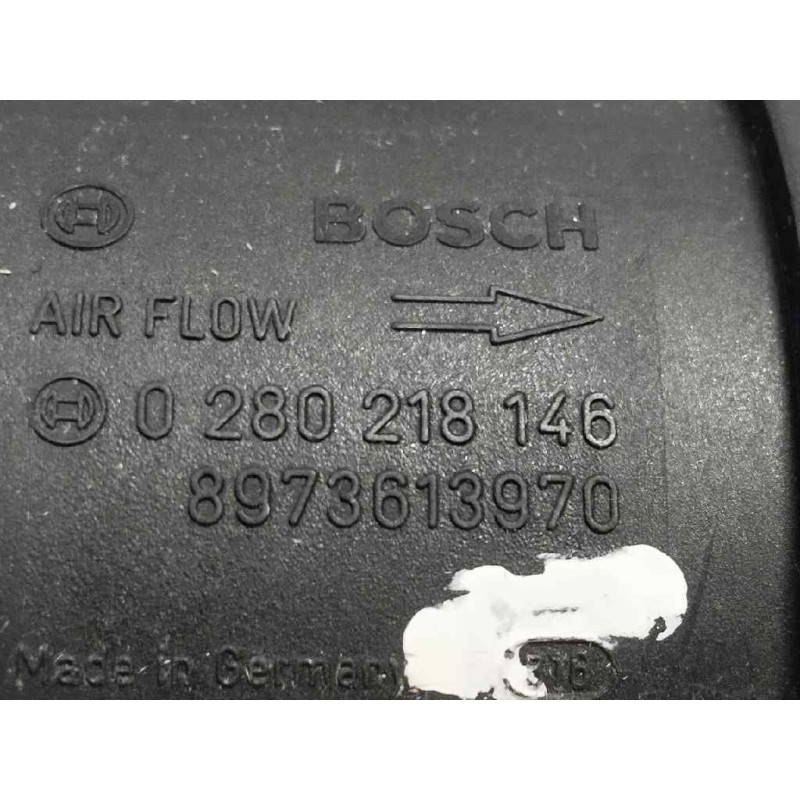 BOSCH
AIR FLOW
0 280 218 146
8973613970
Made in Germany